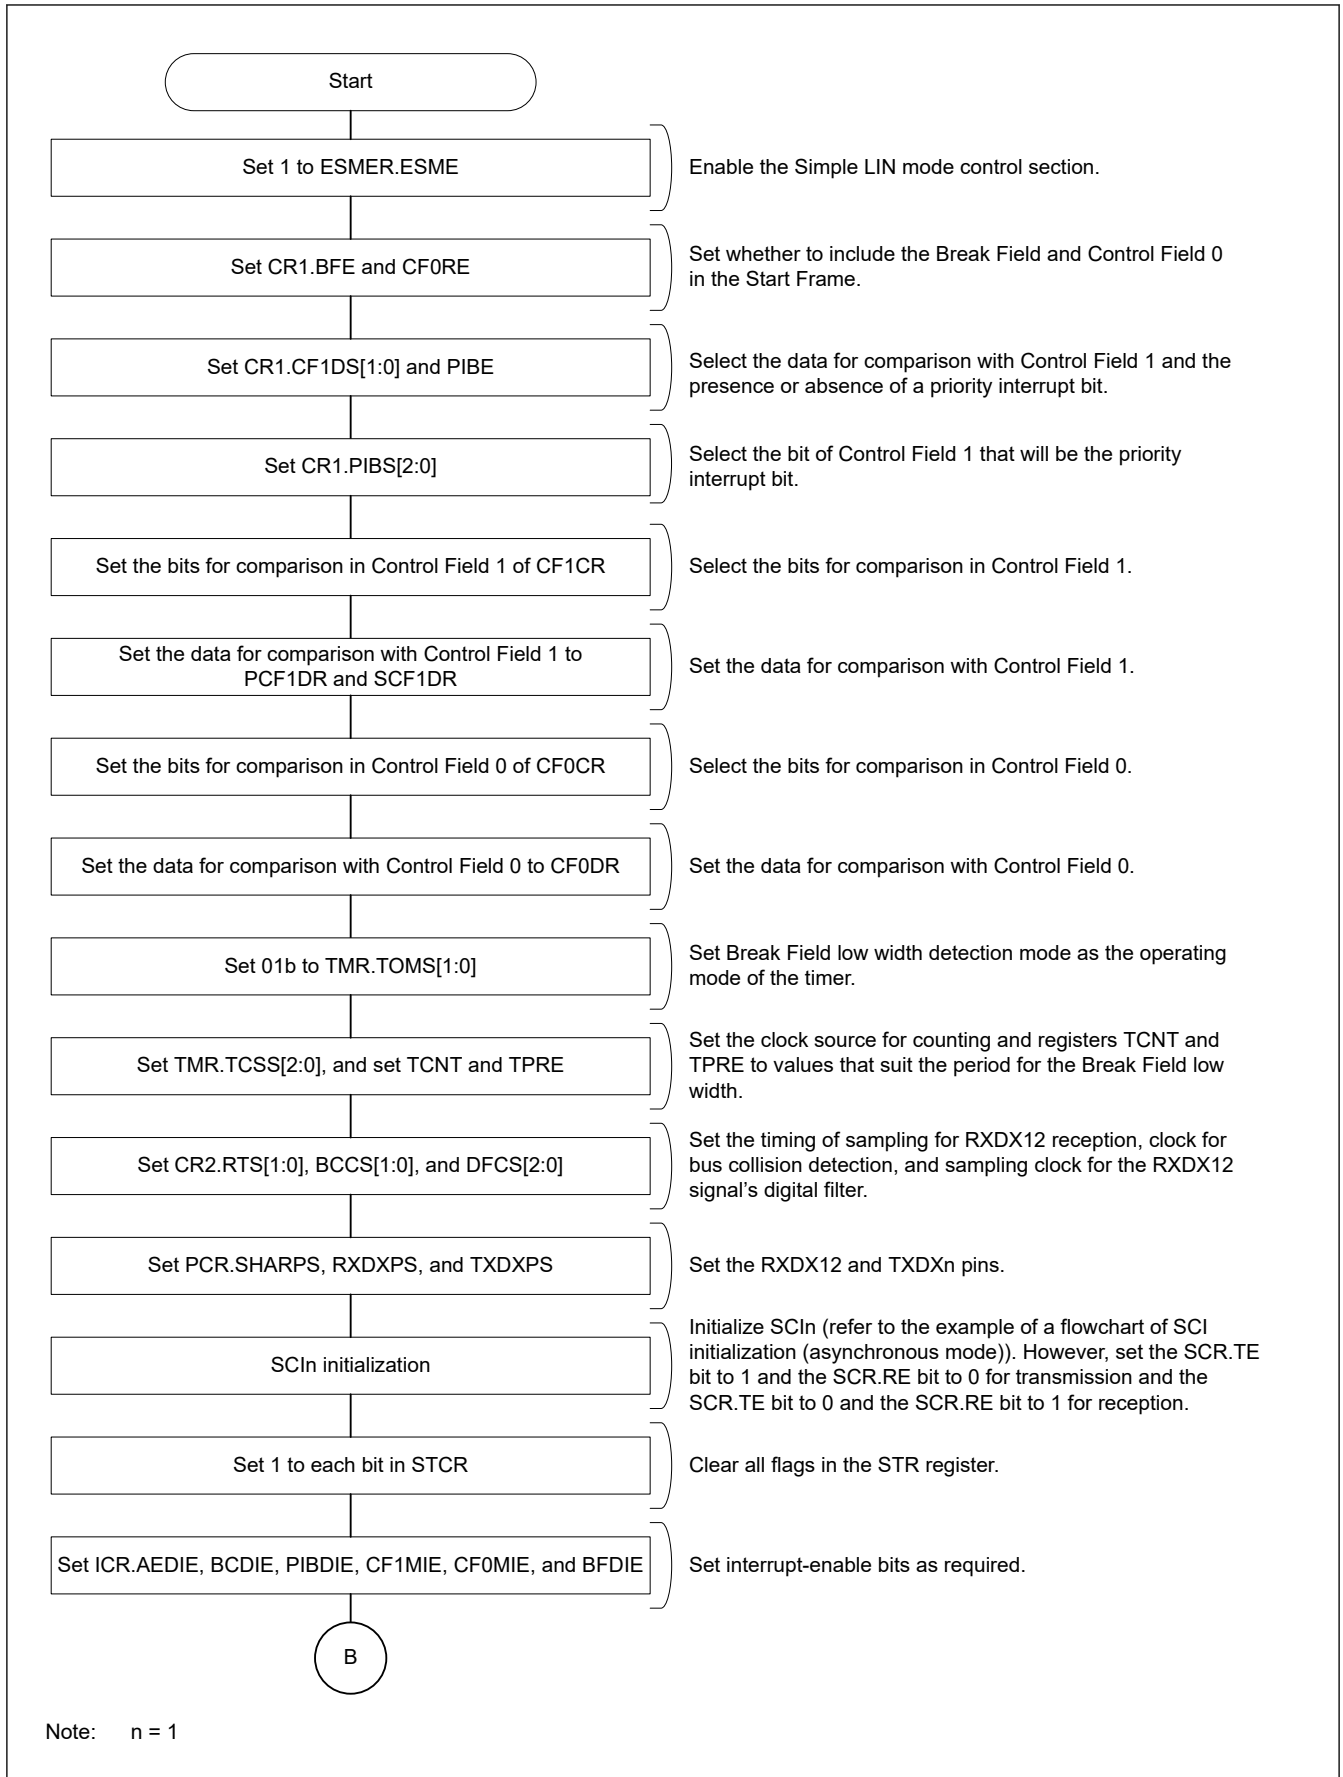 Start
Set 1 to ESMER.ESME
Enable the Simple LIN mode control section.
Set CR1.BFE and CF0RE
Set whether to include the Break Field and Control Field 0
in the Start Frame.
Set CR1.CF1DS[1:0] and PIBE
Select the data for comparison with Control Field 1 and the
presence or absence of a priority interrupt bit.
Set CR1.PIBS[2:0]
Select the bit of Control Field 1 that will be the priority
interrupt bit.
Set the bits for comparison in Control Field 1 of CF1CR
Select the bits for comparison in Control Field 1.
Set the data for comparison with Control Field 1 to
PCF1DR and SCF1DR
Set the data for comparison with Control Field 1.
Set the bits for comparison in Control Field 0 of CF0CR
Select the bits for comparison in Control Field 0.
Set the data for comparison with Control Field 0 to CF0DR
Set the data for comparison with Control Field 0.
Set 01b to TMR.TOMS[1:0]
Set Break Field low width detection mode as the operating
mode of the timer.
Set TMR.TCSS[2:0], and set TCNT and TPRE
Set the clock source for counting and registers TCNT and
TPRE to values that suit the period for the Break Field low
width.
Set CR2.RTS[1:0], BCCS[1:0], and DFCS[2:0]
Set the timing of sampling for RXDX12 reception, clock for
bus collision detection, and sampling clock for the RXDX12
signal’s digital filter.
Set PCR.SHARPS, RXDXPS, and TXDXPS
Set the RXDX12 and TXDXn pins.
SCIn initialization
Initialize SCIn (refer to the example of a flowchart of SCI
initialization (asynchronous mode)). However, set the SCR.TE
bit to 1 and the SCR.RE bit to 0 for transmission and the
SCR.TE bit to 0 and the SCR.RE bit to 1 for reception.
Set 1 to each bit in STCR
Clear all flags in the STR register.
Set ICR.AEDIE, BCDIE, PIBDIE, CF1MIE, CF0MIE, and BFDIE
Set interrupt-enable bits as required.
B
Note: n = 1